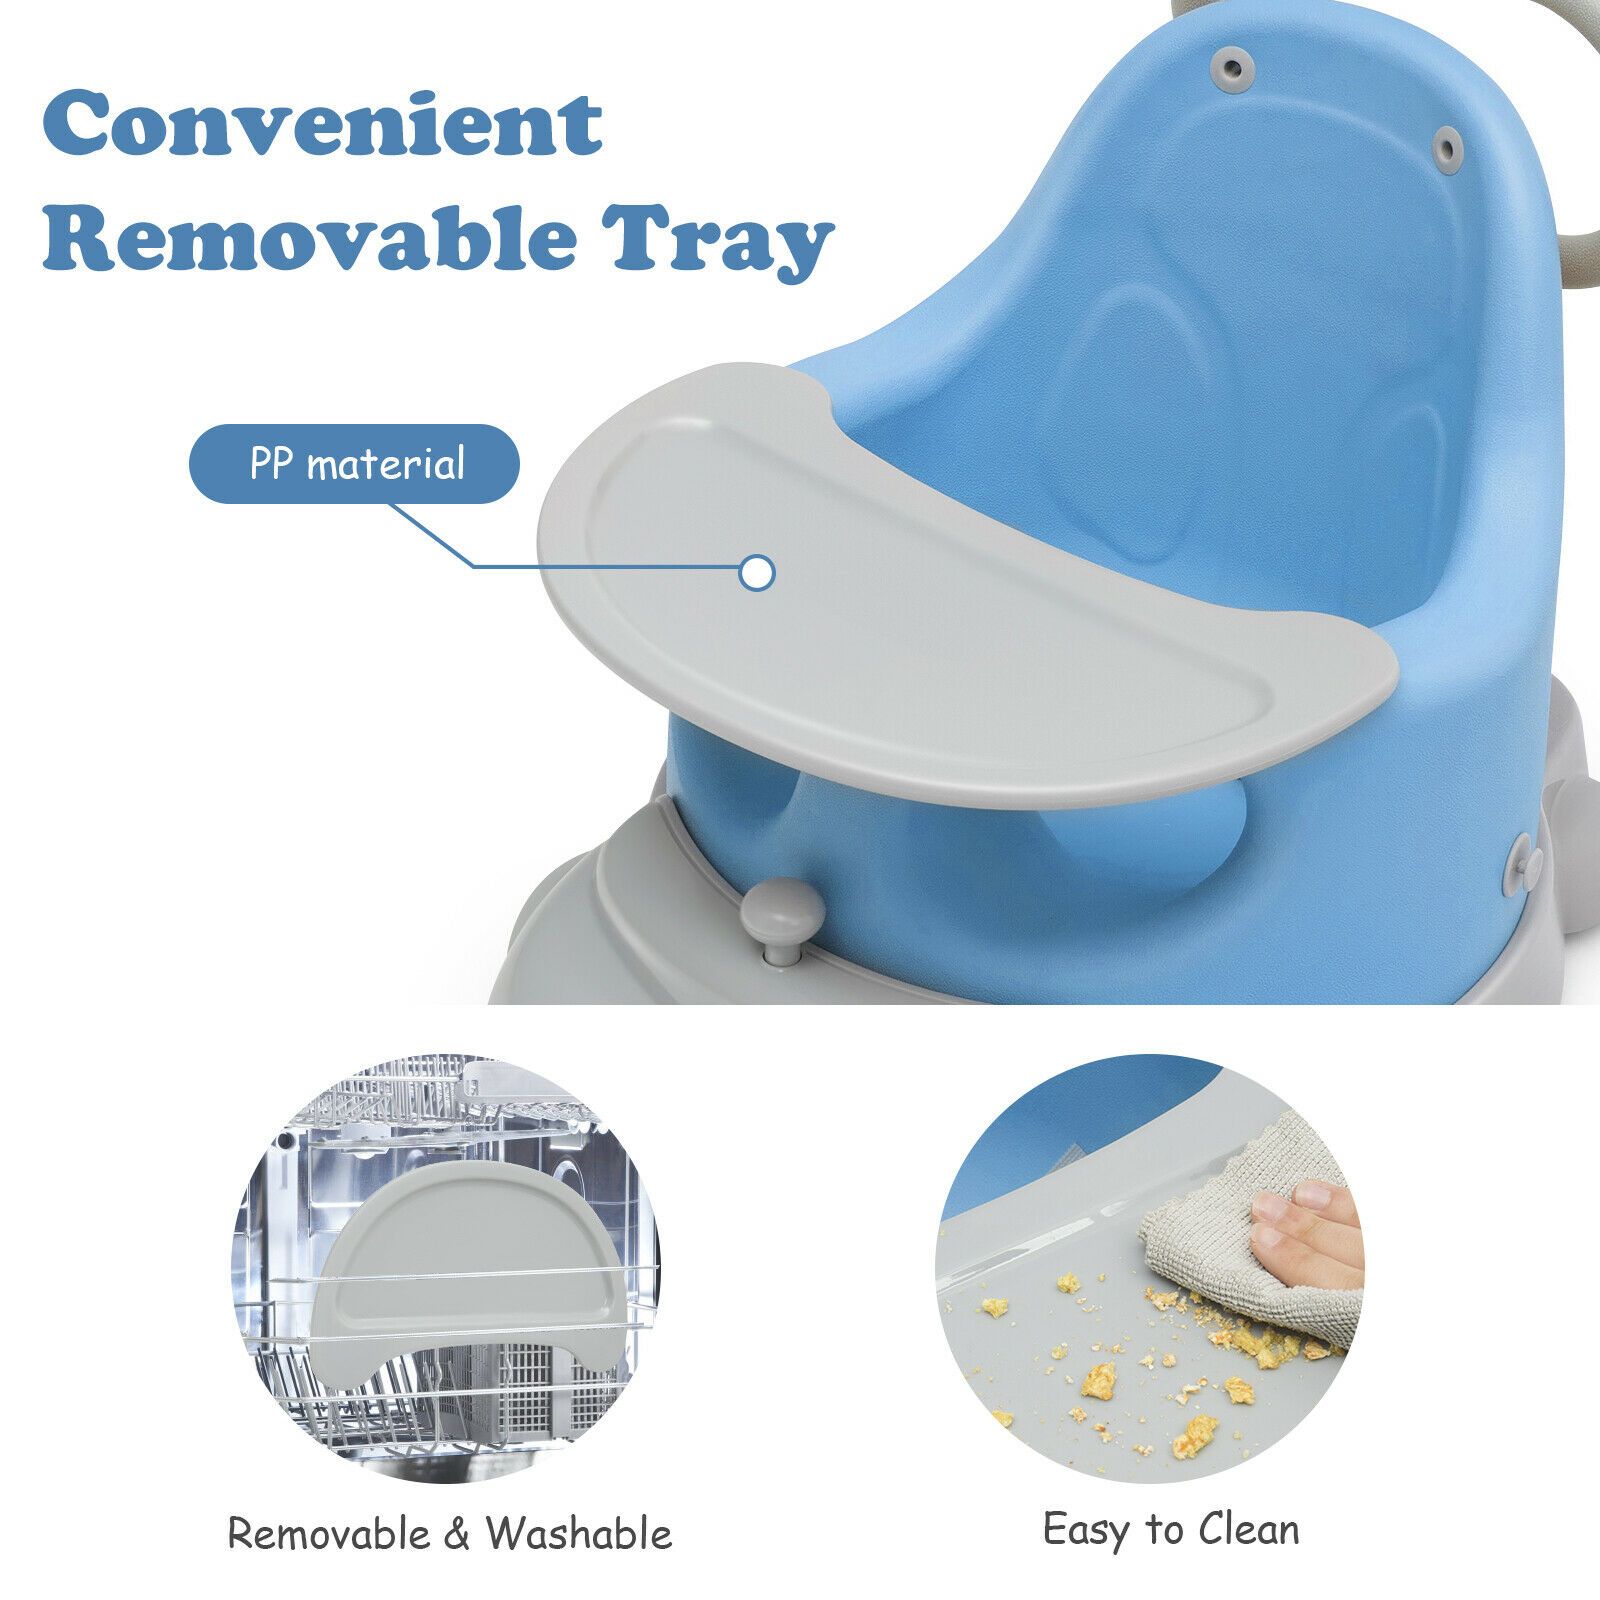 Convenient
Removable Tray
PP material
Removable & Washable
Easy to Clean